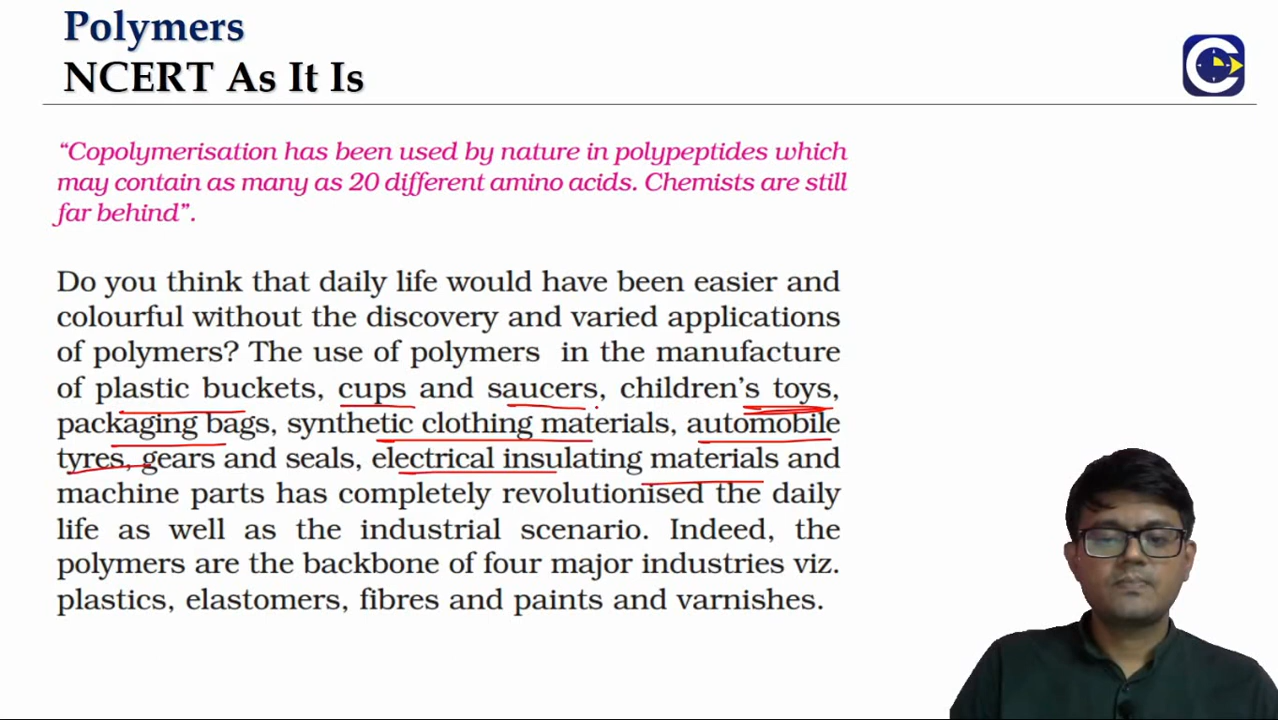 Polymers
NCERT As It Is
“Copolymerisation has been used by nature in polypeptides which
may contain as many as 20 different amino acids. Chemists are still
far behind”.
Do you think that daily life would have been easier and
colourful without the discovery and varied applications
of polymers? The use of polymers in the manufacture
of plastic buckets, cups and saucers, children’s toys,
packaging bags, synthetic clothing materials, automobile
tyres, gears and seals, electrical insulating materials and
machine parts has completely revolutionised the daily
life as well as the industrial scenario. Indeed, the
polymers are the backbone of four major industries viz.
plastics, elastomers, fibres and paints and varnishes.